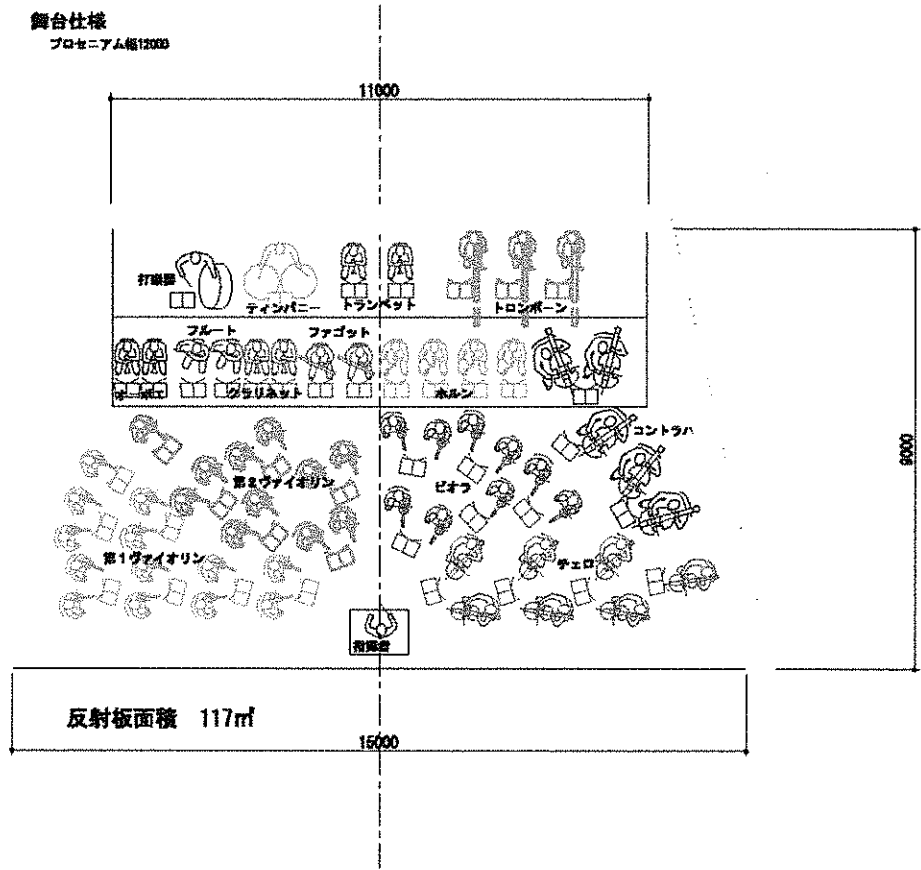 舞台仕様
プロセニアム幅12000
11000
打楽器
ティンパニー
トランペット
トロンボーン
フルート
ファゴット
オーボエ
クラリネット
ホルン
コントラバ
9000
第2ヴァイオリン
ビオラ
第1ヴァイオリン
チェロ
指揮者
反射板面積 117㎡
15000